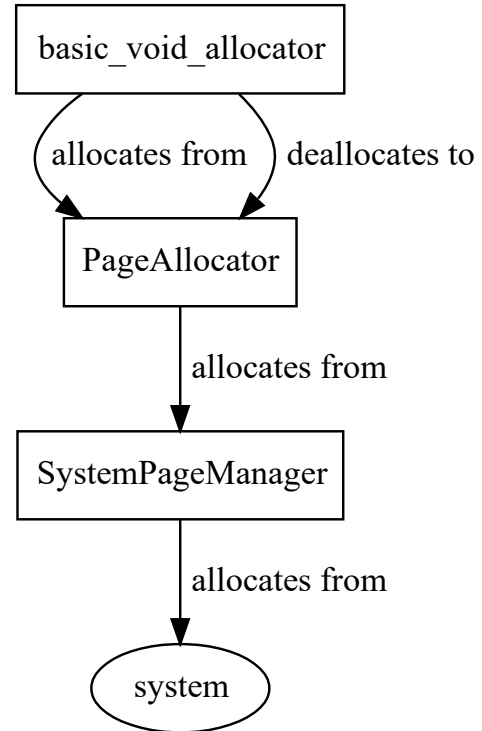 basic_void_allocator
allocates from
deallocates to
PageAllocator
allocates from
SystemPageManager
allocates from
system